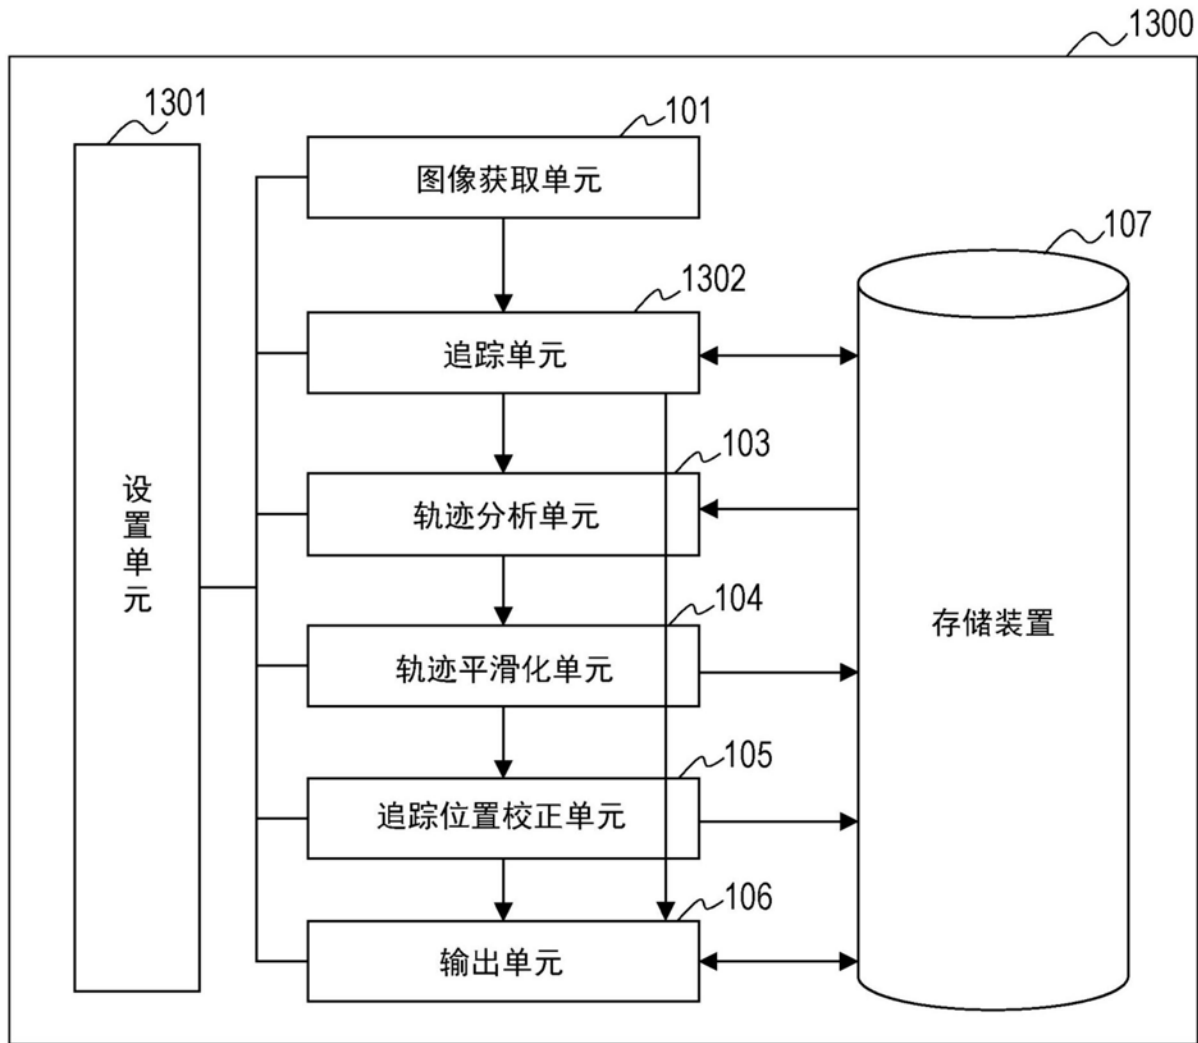 1300
1301
101
图像获取单元
107
1302
追踪单元
103
轨迹分析单元
设置单元
104
轨迹平滑化单元
存储装置
105
追踪位置校正单元
106
输出单元